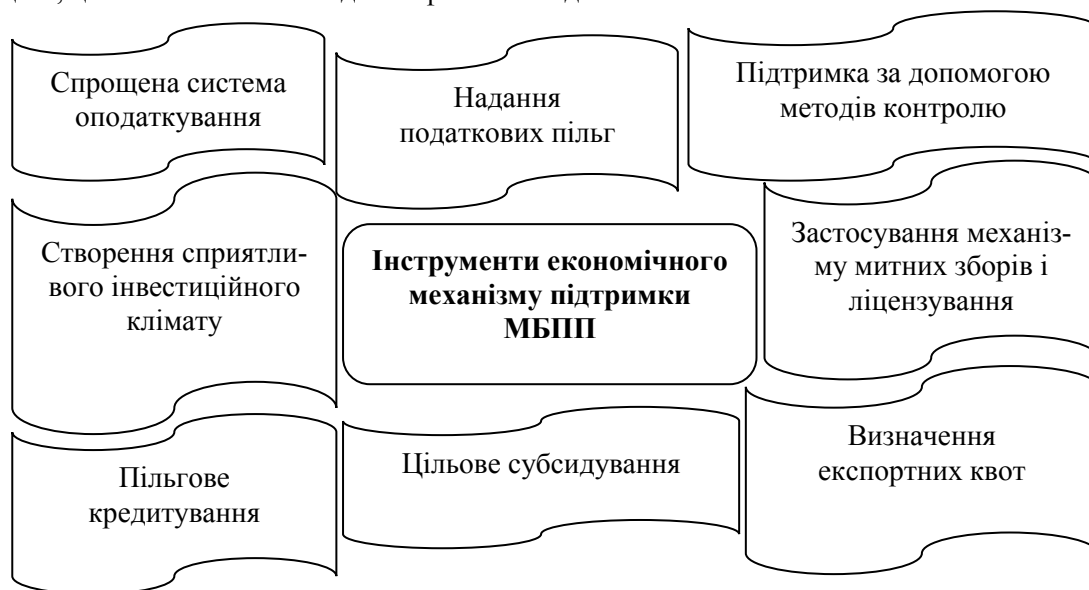 Спрощена система
оподаткування
Надання
податкових пільг
Підтримка за допомогою
методів контролю
Створення сприятли-
вого інвестиційного
клімату
Інструменти економічного
механізму підтримки
МБПП
Застосування механіз-
му митних зборів і
ліцензування
Пільгове
кредитування
Цільове субсидування
Визначення
експортних квот